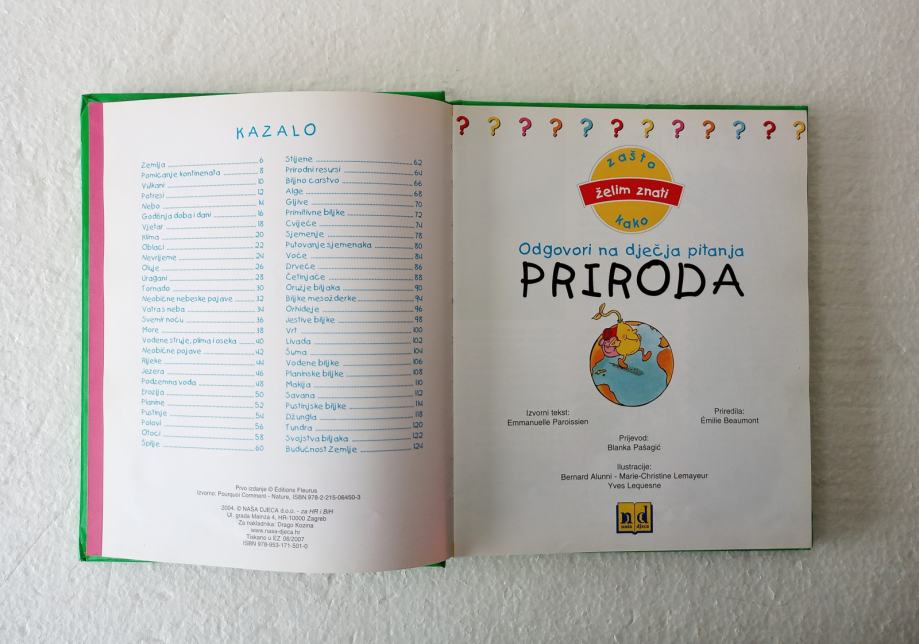 KAZALO
Zemlja 6
Pomicanje kontinenata 8
Vulkani 10
Potresi 12
Nebo 14
Godišnja doba i dani 16
Vjetar 18
Klima 20
Oblaci 22
Nevrijeme 24
Oluje 26
Uragani 28
Tornado 30
Neobične nebeske pojave 32
Vatra s neba 34
Svemir noću 36
More 38
Vodene struje, plima i oseka 40
Neobične pojave 42
Rijeke 44
Jezera 46
Podzemna voda 48
Erozija 50
Planine 52
Pustinje 54
Polovi 56
Otoci 58
Špilje 60
Stijene 62
Prirodni resursi 64
Biljno carstvo 66
Alge 68
Gljive 70
Primitivne biljke 72
Cvijeće 74
Sjemenje 78
Putovanje sjemenaka 80
Voće 84
Drveće 86
Četinjače 88
Oružje biljaka 90
Biljke mesožderke 94
Orhideje 96
Jestive biljke 98
Vrt 100
Livada 102
Šuma 104
Vodene biljke 106
Planinske biljke 108
Makija 110
Savana 112
Pustinjske biljke 114
Džungla 118
Tundra 120
Svojstva biljaka 122
Budućnost Zemlje 124
Prvo izdanje © Éditions Fleurus
Izvorno: Pourquoi Comment - Nature, ISBN 978-2-215-06450-3
2004. © NAŠA DJECA d.o.o. - za HR i BiH
Ul. grada Mainza 4, HR-10000 Zagreb
Za nakladnika: Drago Kozina
www.nasa-djeca.hr
Tiskano u EZ 06/2007
ISBN 978-953-171-501-0
? ? ? ? ? ? ? ? ? ? ? ?
zašto
želim znati
kako
Odgovori na dječja pitanja
PRIRODA
Izvorni tekst:
Emmanuelle Paroissien
Priredila:
Émilie Beaumont
Prijevod:
Blanka Pašagić
Ilustracije:
Bernard Alunni - Marie-Christine Lemayeur
Yves Lequesne
n d
naša djeca